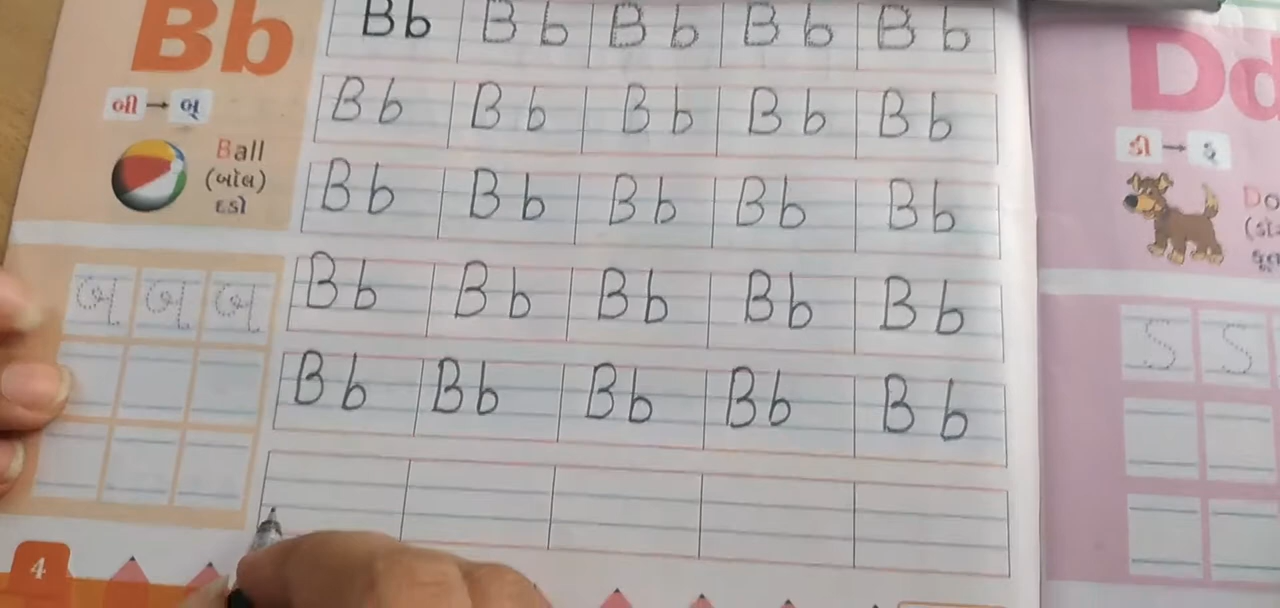 Bb
બી → બ્
Ball
(બૉલ)
દડો
બ બ બ
Bb Bb Bb Bb Bb
Bb Bb Bb Bb Bb
Bb Bb Bb Bb Bb
Bb Bb Bb Bb Bb
Bb Bb Bb Bb Bb
4
Dd
ડી → ડ્
ડ ડ